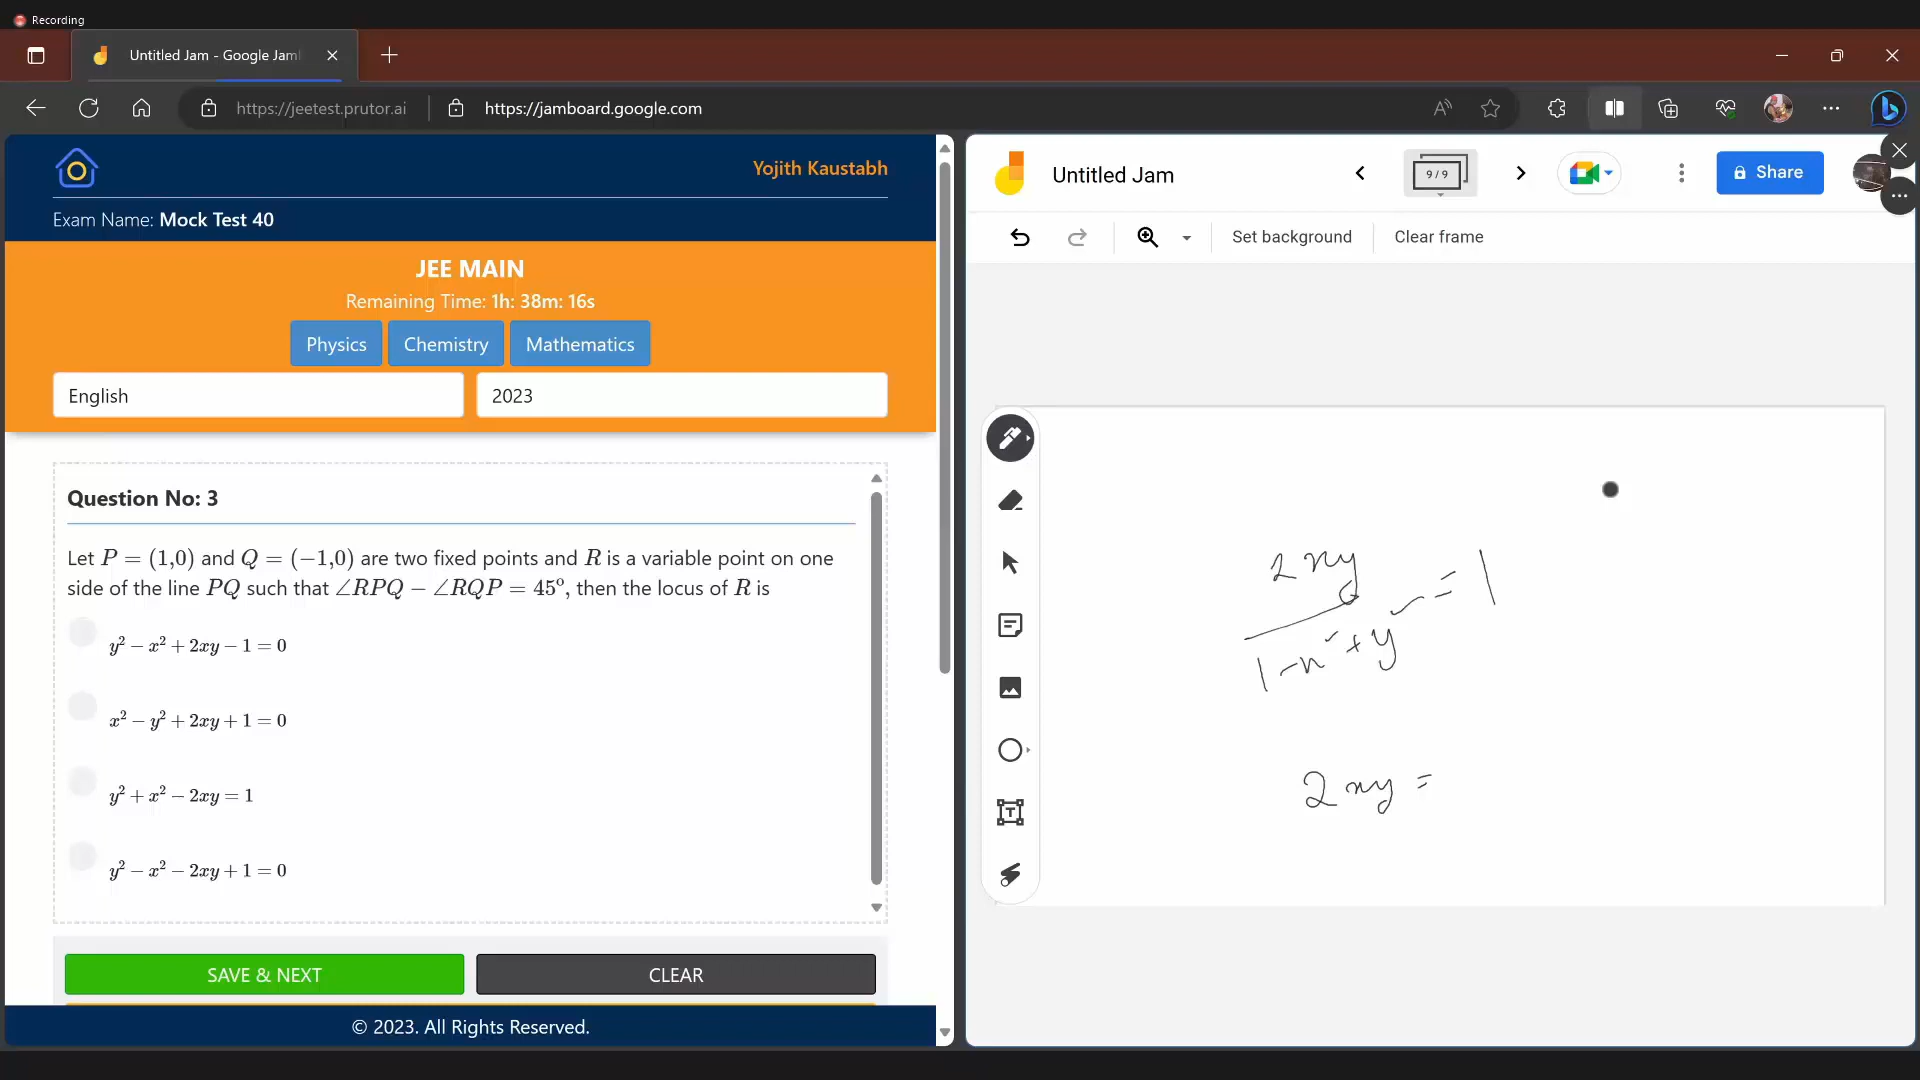 Recording
Untitled Jam - Google Jam
https://jeetest.prutor.ai
https://jamboard.google.com
Yojith Kaustabh
Exam Name: Mock Test 40
JEE MAIN
Remaining Time: 1h: 38m: 16s
Physics
Chemistry
Mathematics
English
2023
Question No: 3
Let P = (1,0) and Q = (−1,0) are two fixed points and R is a variable point on one
side of the line PQ such that ∠RPQ − ∠RQP = 45°, then the locus of R is
y² − x² + 2xy − 1 = 0
x² − y² + 2xy + 1 = 0
y² + x² − 2xy = 1
y² − x² − 2xy + 1 = 0
SAVE & NEXT
CLEAR
© 2023. All Rights Reserved.
Untitled Jam
9 / 9
Share
Set background
Clear frame
2xy
= 1
1-x²+y²
2xy =